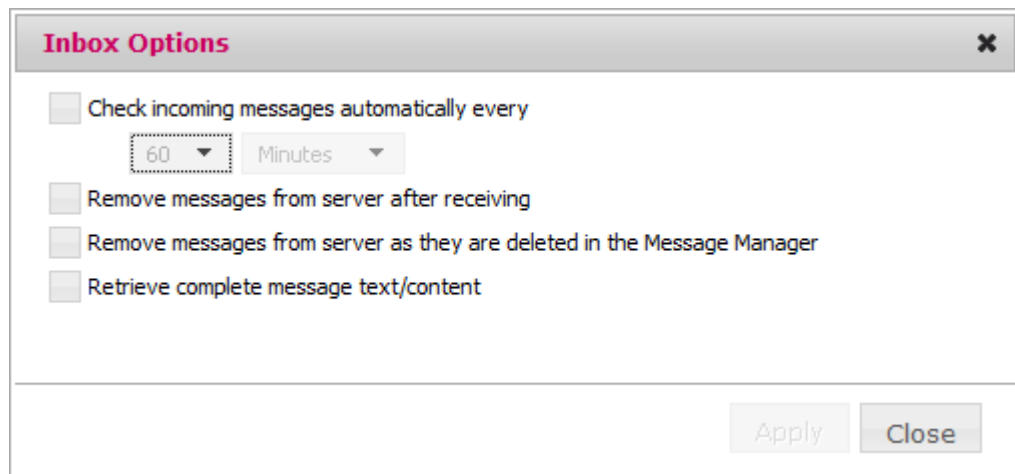 Inbox Options
Check incoming messages automatically every
60 Minutes
Remove messages from server after receiving
Remove messages from server as they are deleted in the Message Manager
Retrieve complete message text/content
Apply Close